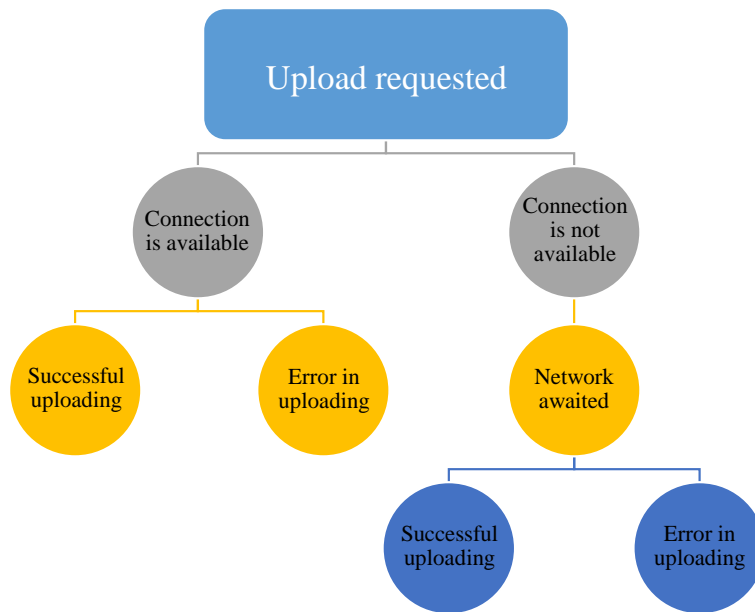 Upload requested
Connection
is available
Connection
is not
available
Successful
uploading
Error in
uploading
Network
awaited
Successful
uploading
Error in
uploading